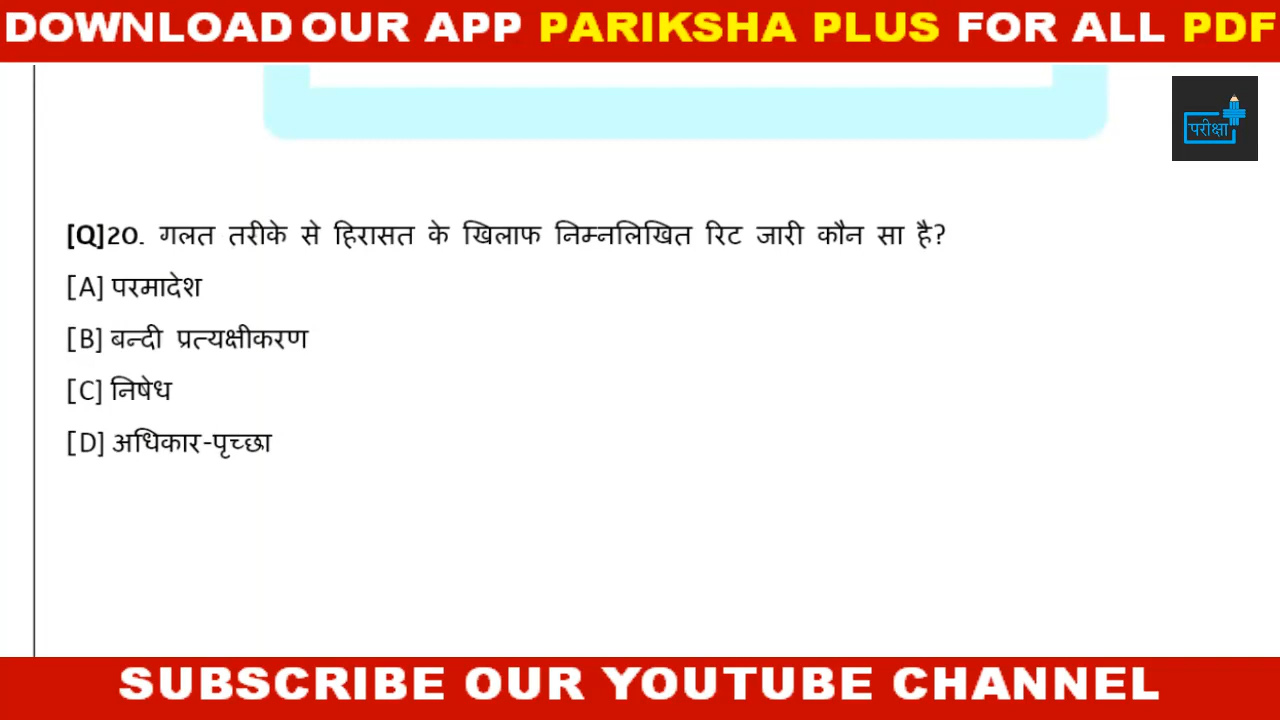 DOWNLOAD OUR APP PARIKSHA PLUS FOR ALL PDF
परीक्षा
[Q]20. गलत तरीके से हिरासत के खिलाफ निम्नलिखित रिट जारी कौन सा है?
[A] परमादेश
[B] बन्दी प्रत्यक्षीकरण
[C] निषेध
[D] अधिकार-पृच्छा
SUBSCRIBE OUR YOUTUBE CHANNEL